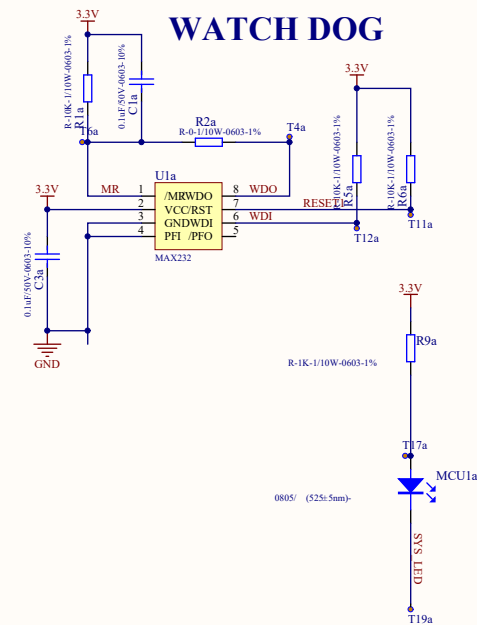 WATCH DOG
3.3V
R-10K-1/10W-0603-1%
R1a
0.1uF/50V-0603-10%
C1a
T6a
R2a
R-0-1/10W-0603-1%
T4a
3.3V
R-10K-1/10W-0603-1%
R5a
R-10K-1/10W-0603-1%
R6a
U1a
MR 1 /MR WDO 8 WDO
3.3V
2 VCC /RST 7 RESET1
3 GND WDI 6 WDI
4 PFI /PFO 5
MAX232
T11a
T12a
0.1uF/50V-0603-10%
C3a
GND
3.3V
R9a
R-1K-1/10W-0603-1%
T17a
MCU1a
0805/ (525±5nm)-
SYS LED
T19a